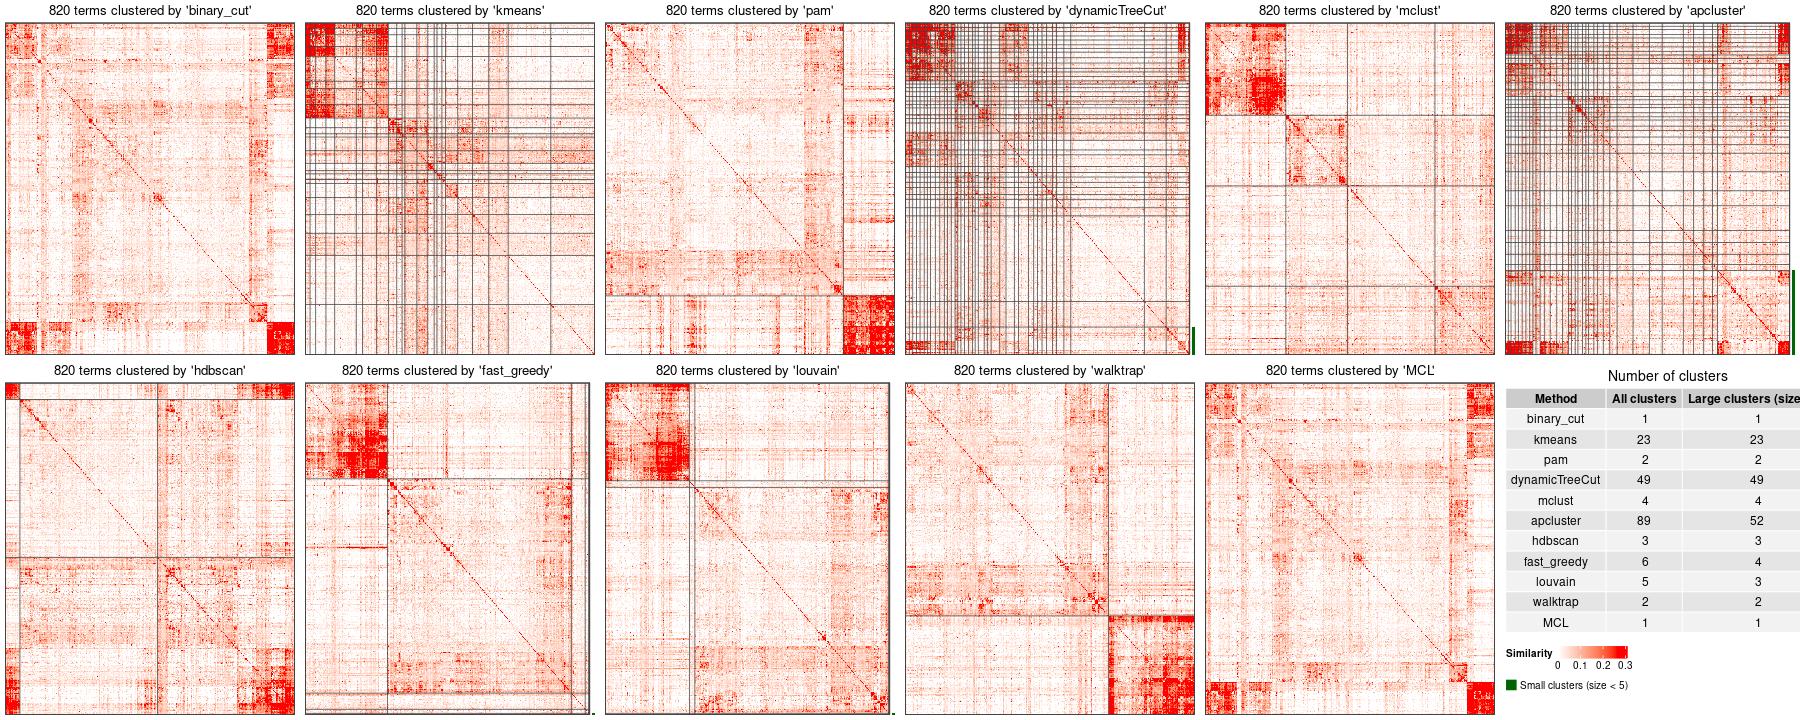 820 terms clustered by 'binary_cut'
820 terms clustered by 'kmeans'
820 terms clustered by 'pam'
820 terms clustered by 'dynamicTreeCut'
820 terms clustered by 'mclust'
820 terms clustered by 'apcluster'
820 terms clustered by 'hdbscan'
820 terms clustered by 'fast_greedy'
820 terms clustered by 'louvain'
820 terms clustered by 'walktrap'
820 terms clustered by 'MCL'
Number of clusters
Method All clusters Large clusters (size
binary_cut 1 1
kmeans 23 23
pam 2 2
dynamicTreeCut 49 49
mclust 4 4
apcluster 89 52
hdbscan 3 3
fast_greedy 6 4
louvain 5 3
walktrap 2 2
MCL 1 1
Similarity
0 0.1 0.2 0.3
Small clusters (size < 5)